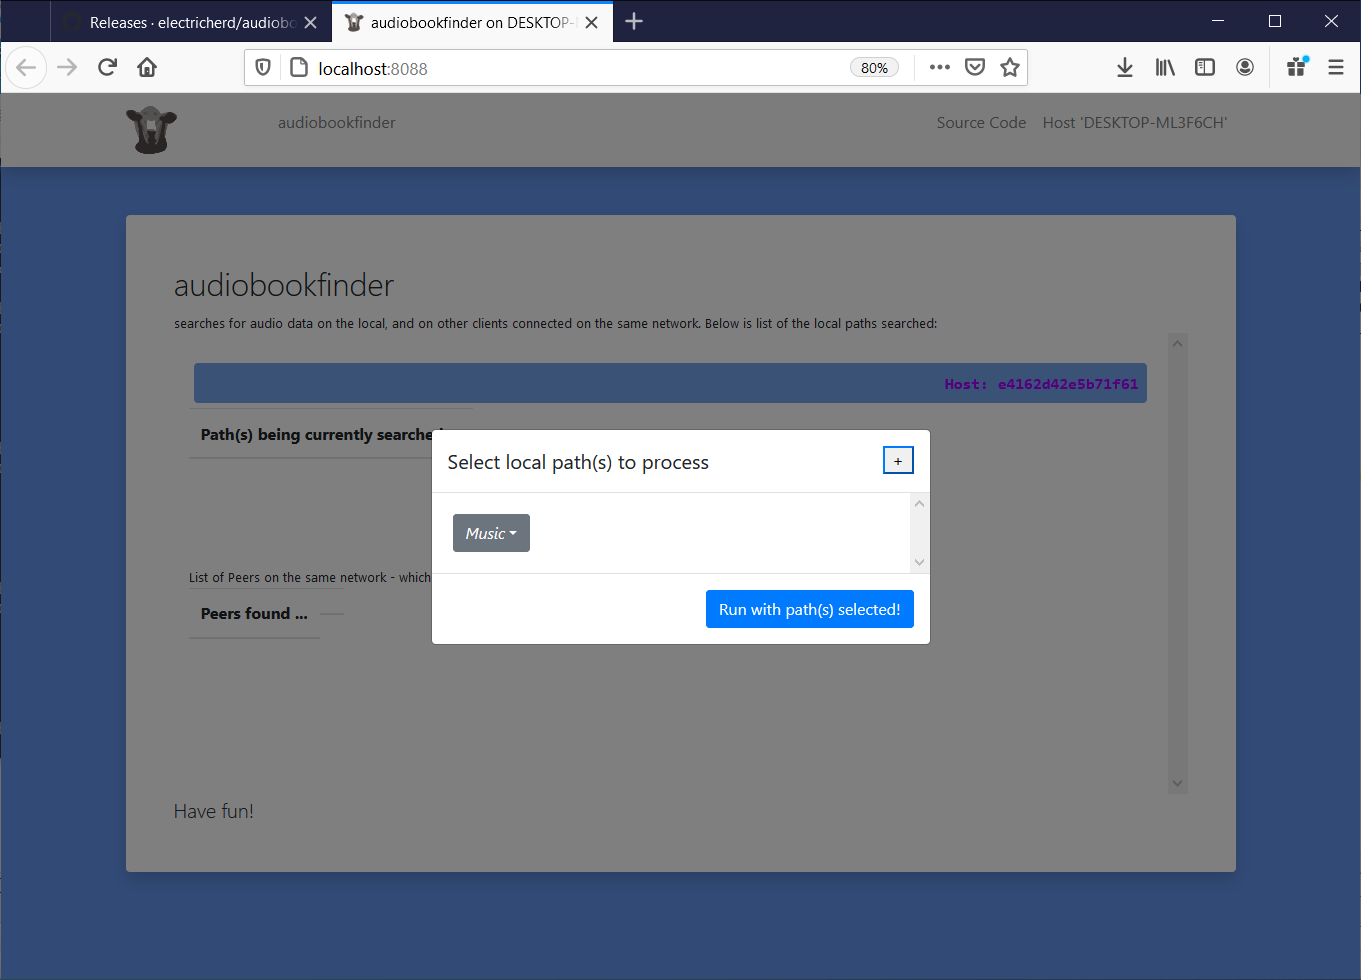 Releases · electricherd/audiobo
audiobookfinder on DESKTOP-
localhost:8088
80%
audiobookfinder
Source Code
Host 'DESKTOP-ML3F6CH'
audiobookfinder
searches for audio data on the local, and on other clients connected on the same network. Below is list of the local paths searched:
Host: e4162d42e5b71f61
Path(s) being currently searche
Select local path(s) to process
+
Music
List of Peers on the same network - which
Run with path(s) selected!
Peers found ...
Have fun!